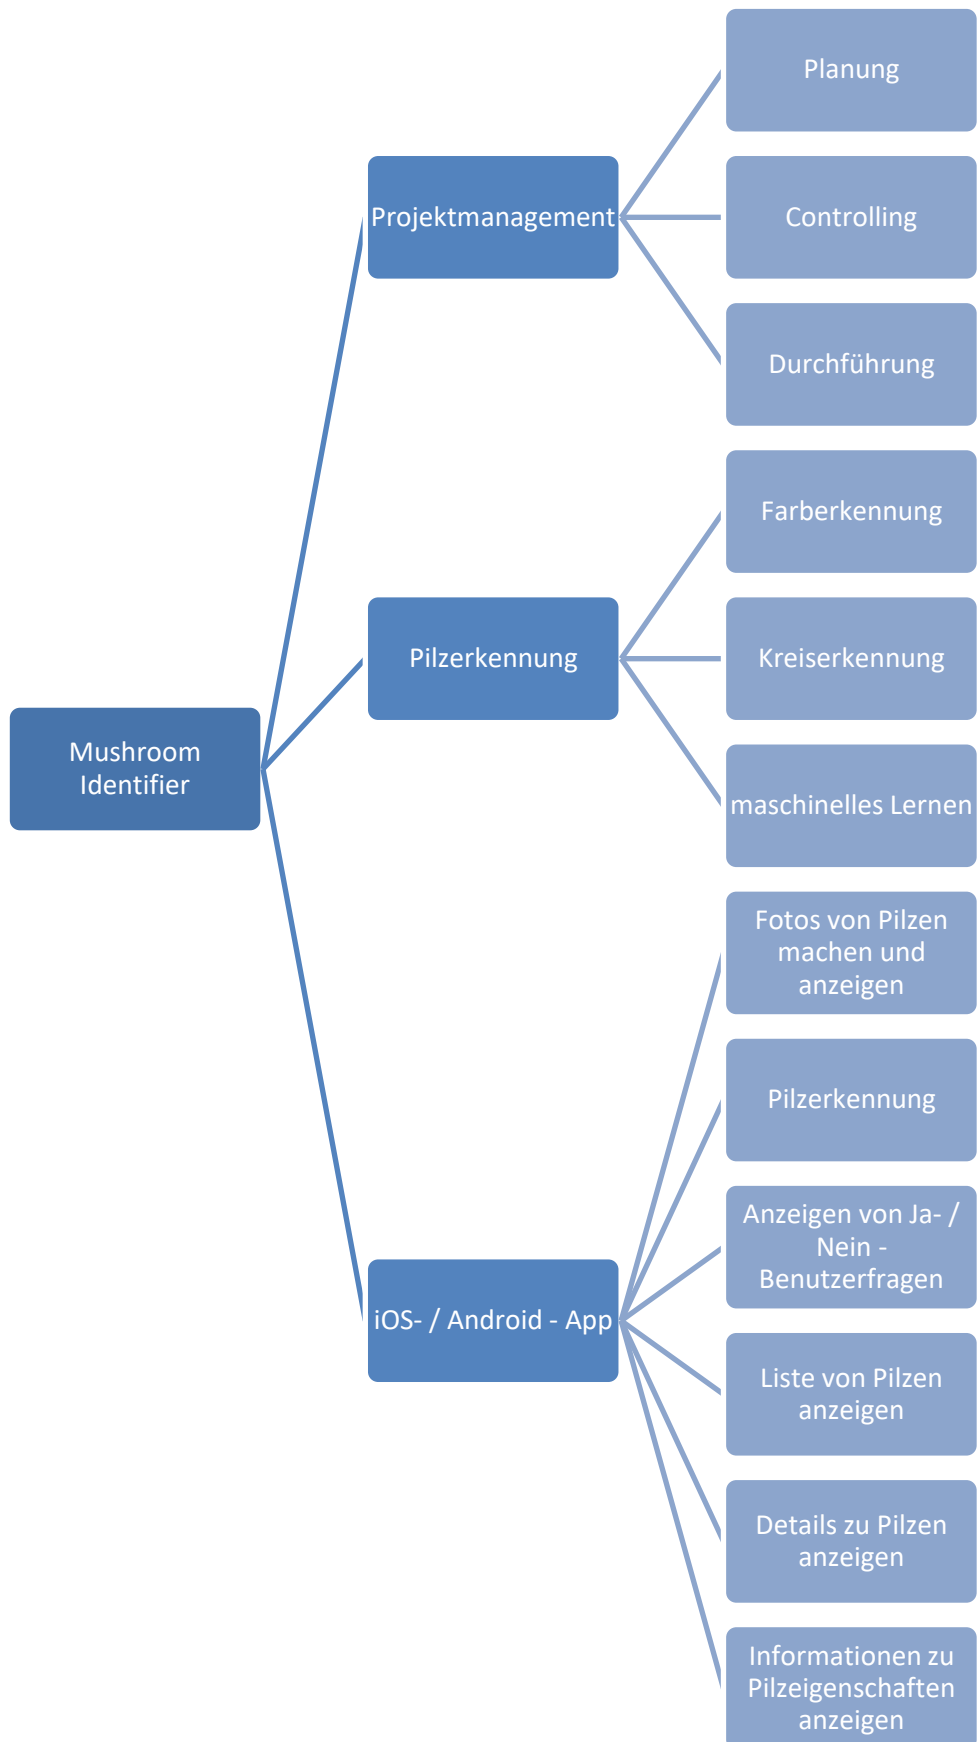 Planung
Projektmanagement
Controlling
Durchführung
Farberkennung
Pilzerkennung
Kreiserkennung
Mushroom
Identifier
maschinelles Lernen
Fotos von Pilzen
machen und
anzeigen
Pilzerkennung
Anzeigen von Ja- /
Nein -
Benutzerfragen
iOS- / Android - App
Liste von Pilzen
anzeigen
Details zu Pilzen
anzeigen
Informationen zu
Pilzeigenschaften
anzeigen